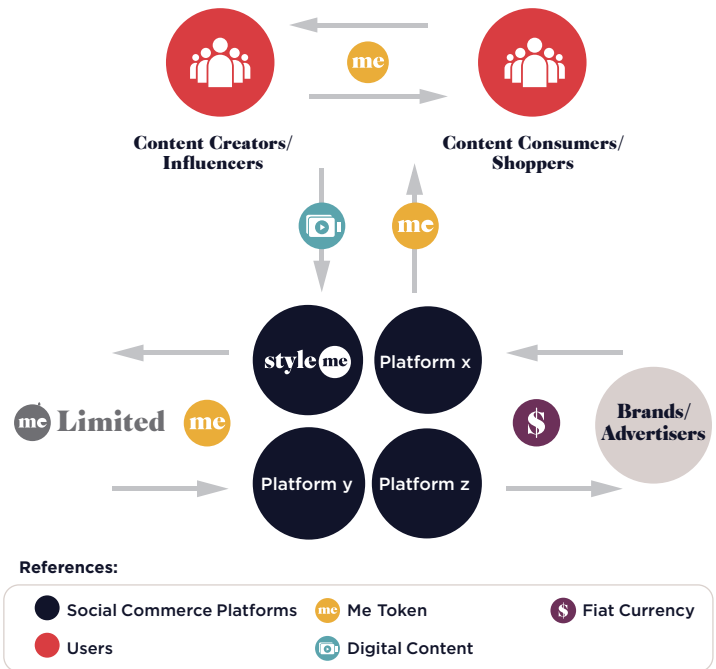 me
Content Creators/
Influencers
Content Consumers/
Shoppers
me
style me
Platform x
me Limited
me
$
Brands/
Advertisers
Platform y
Platform z
References:
Social Commerce Platforms
me Me Token
$ Fiat Currency
Users
Digital Content